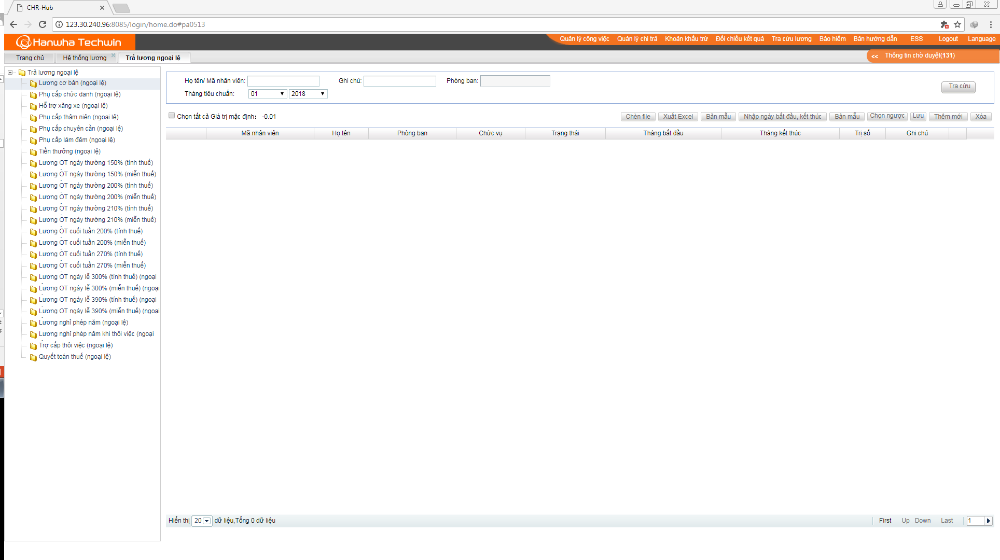 CHR-Hub
123.30.240.96:8085/login/home.do#pa0513
Hanwha Techwin
Quản lý công việc Quản lý chi trả Khoản khấu trừ Đối chiếu kết quả Tra cứu lương Bảo hiểm Bản hướng dẫn ESS Logout Language
Trang chủ Hệ thống lương Trả lương ngoại lệ
<< Thông tin chờ duyệt(131)
Trả lương ngoại lệ
Lương cơ bản (ngoại lệ)
Phụ cấp chức danh (ngoại lệ)
Hỗ trợ xăng xe (ngoại lệ)
Phụ cấp thâm niên (ngoại lệ)
Phụ cấp chuyên cần (ngoại lệ)
Phụ cấp làm đêm (ngoại lệ)
Tiền thưởng (ngoại lệ)
Lương OT ngày thường 150% (tính thuế)
Lương OT ngày thường 150% (miễn thuế)
Lương OT ngày thường 200% (tính thuế)
Lương OT ngày thường 200% (miễn thuế)
Lương OT ngày thường 210% (tính thuế)
Lương OT ngày thường 210% (miễn thuế)
Lương OT cuối tuần 200% (tính thuế)
Lương OT cuối tuần 200% (miễn thuế)
Lương OT cuối tuần 270% (tính thuế)
Lương OT cuối tuần 270% (miễn thuế)
Lương OT ngày lễ 300% (tính thuế) (ngoại
Lương OT ngày lễ 300% (miễn thuế) (ngoại
Lương OT ngày lễ 390% (tính thuế) (ngoại
Lương OT ngày lễ 390% (miễn thuế) (ngoại
Lương nghỉ phép năm (ngoại lệ)
Lương nghỉ phép năm khi thôi việc (ngoại
Trợ cấp thôi việc (ngoại lệ)
Quyết toán thuế (ngoại lệ)
Họ tên/ Mã nhân viên: Ghi chú: Phòng ban:
Tháng tiêu chuẩn: 01 2018
Tra cứu
Chọn tất cả Giá trị mặc định: -0.01
Chèn file Xuất Excel Bản mẫu Nhập ngày bắt đầu, kết thúc Bản mẫu Chọn ngược Lưu Thêm mới Xóa
Mã nhân viên Họ tên Phòng ban Chức vụ Trạng thái Tháng bắt đầu Tháng kết thúc Trị số Ghi chú
Hiển thị 20 dữ liệu,Tổng 0 dữ liệu
First Up Down Last 1